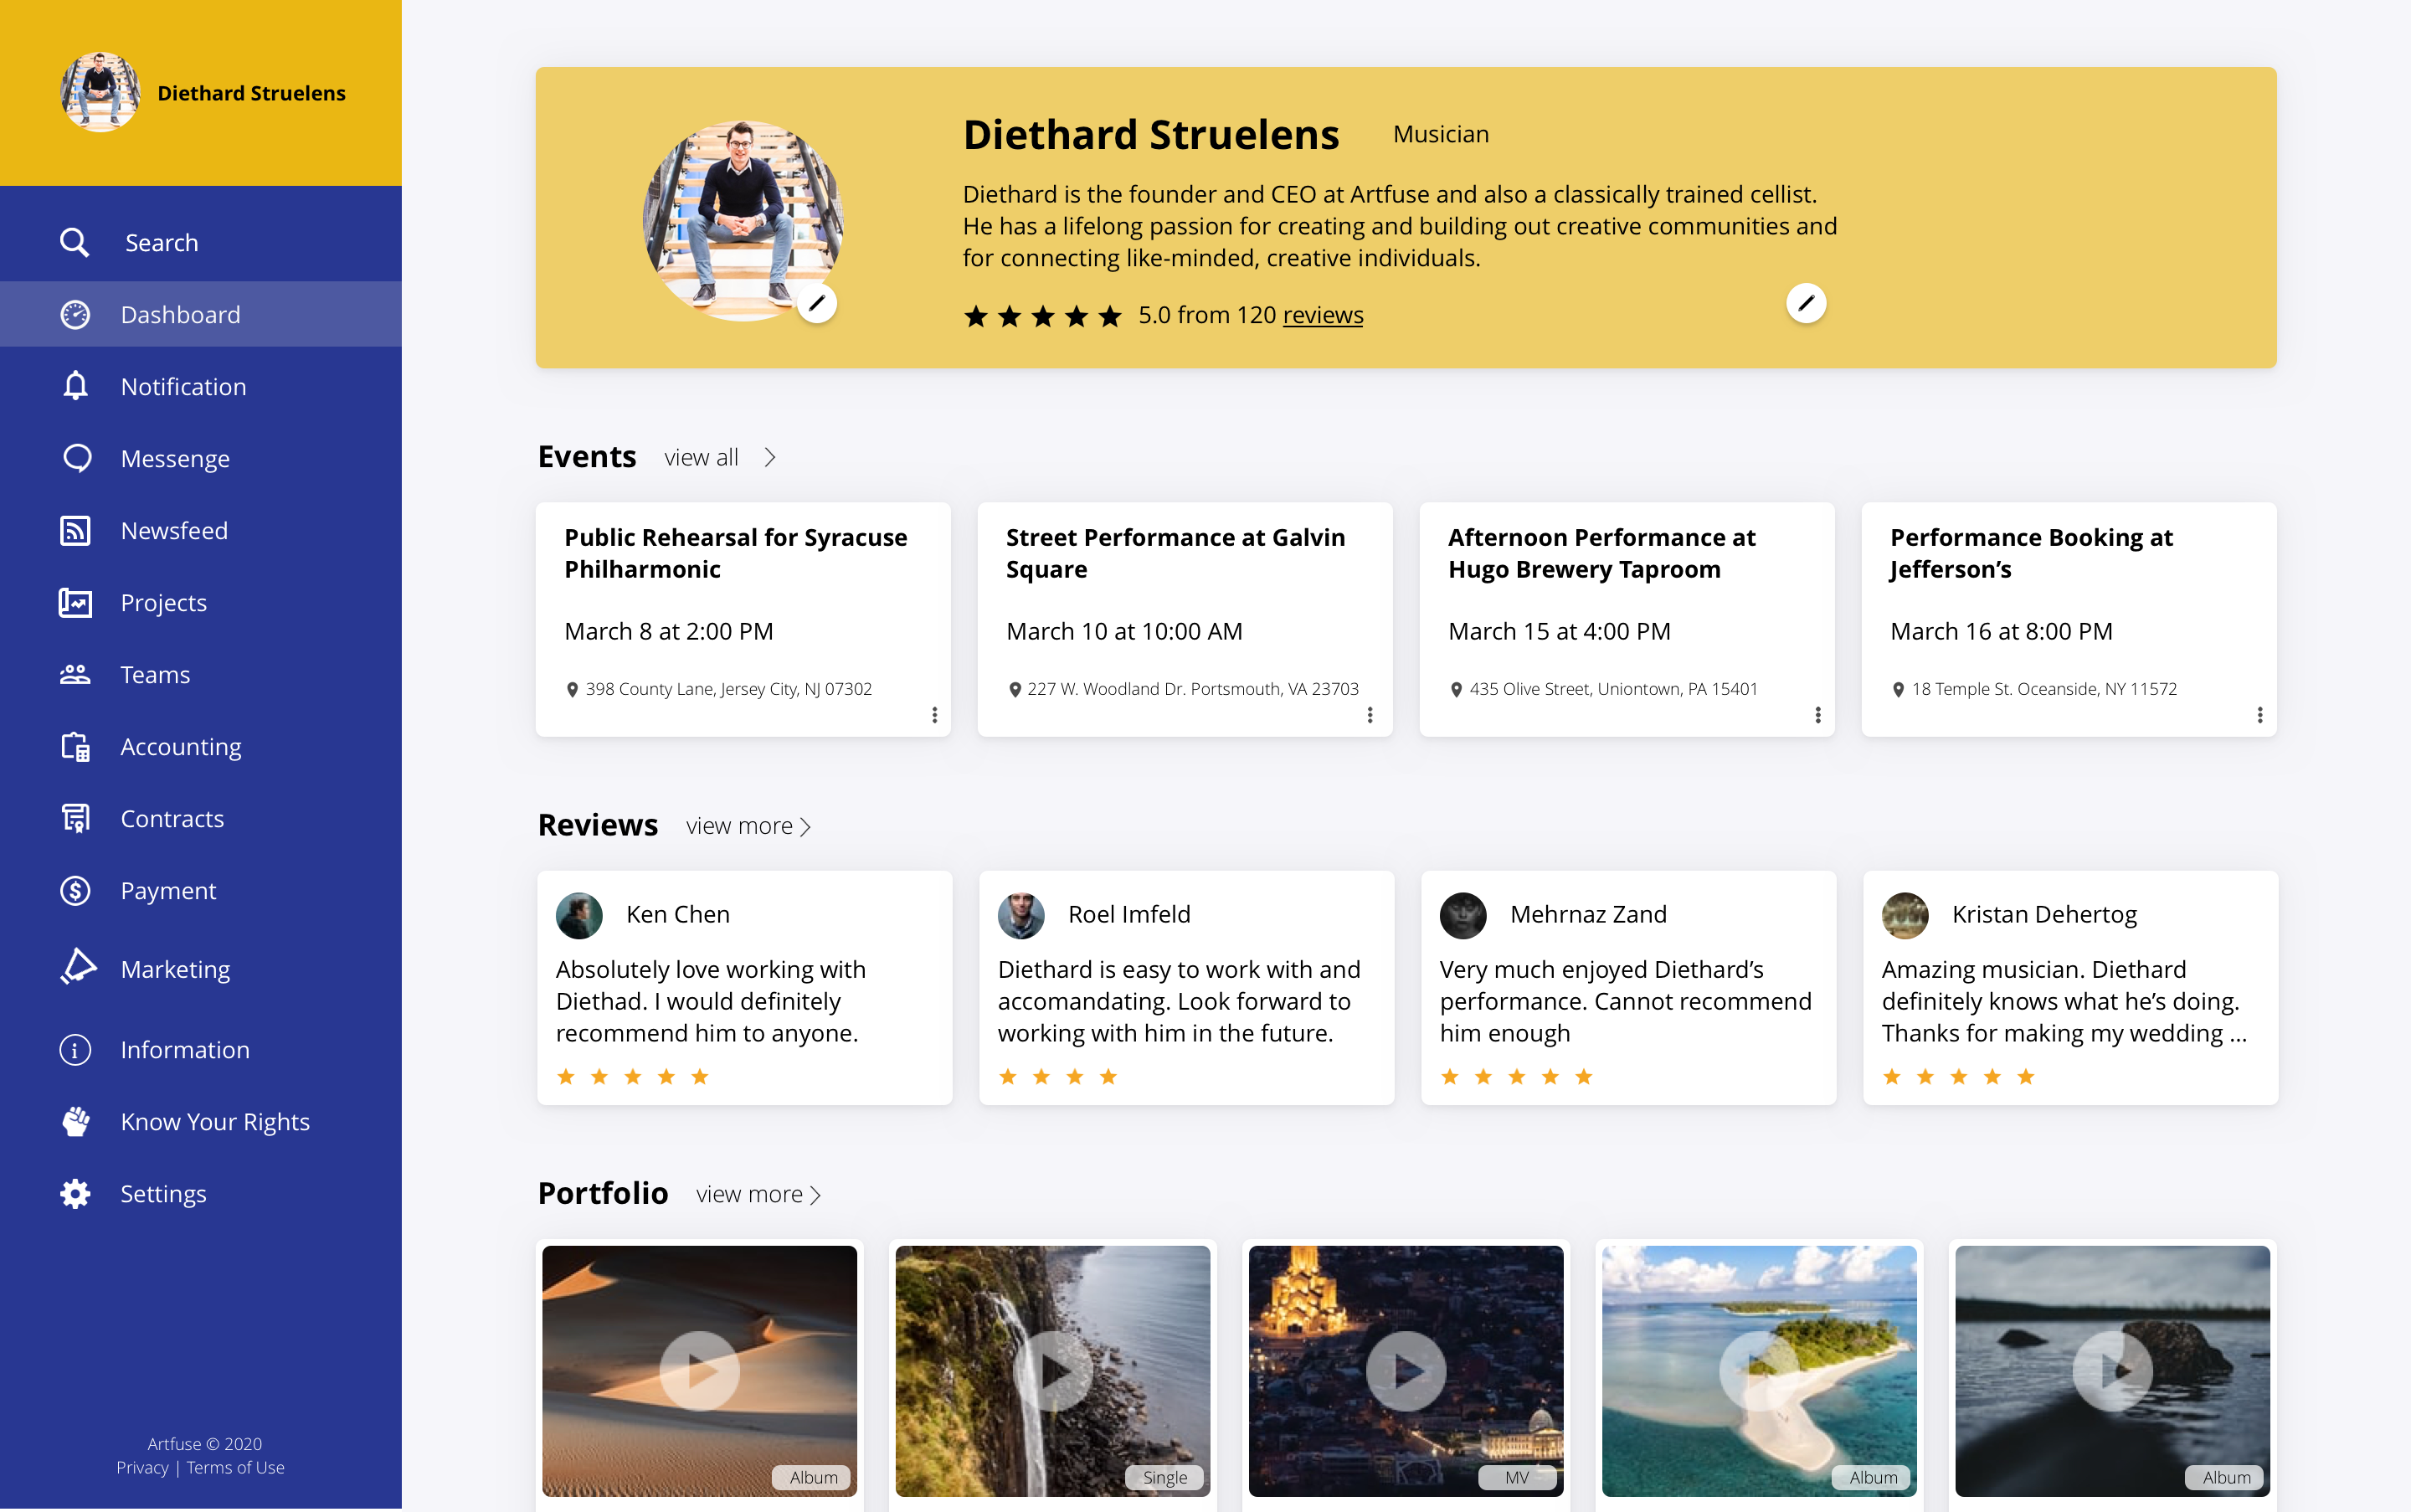 Diethard Struelens
Search
Dashboard
Notification
Messenge
Newsfeed
Projects
Teams
Accounting
Contracts
Payment
Marketing
Information
Know Your Rights
Settings
Artfuse © 2020
Privacy | Terms of Use
Diethard Struelens Musician
Diethard is the founder and CEO at Artfuse and also a classically trained cellist.
He has a lifelong passion for creating and building out creative communities and
for connecting like-minded, creative individuals.
5.0 from 120 reviews
Events view all
Public Rehearsal for Syracuse
Philharmonic
March 8 at 2:00 PM
398 County Lane, Jersey City, NJ 07302
Street Performance at Galvin
Square
March 10 at 10:00 AM
227 W. Woodland Dr. Portsmouth, VA 23703
Afternoon Performance at
Hugo Brewery Taproom
March 15 at 4:00 PM
435 Olive Street, Uniontown, PA 15401
Performance Booking at
Jefferson’s
March 16 at 8:00 PM
18 Temple St. Oceanside, NY 11572
Reviews view more
Ken Chen
Absolutely love working with
Diethad. I would definitely
recommend him to anyone.
Roel Imfeld
Diethard is easy to work with and
accomandating. Look forward to
working with him in the future.
Mehrnaz Zand
Very much enjoyed Diethard’s
performance. Cannot recommend
him enough
Kristan Dehertog
Amazing musician. Diethard
definitely knows what he’s doing.
Thanks for making my wedding ...
Portfolio view more
Album
Single
MV
Album
Album